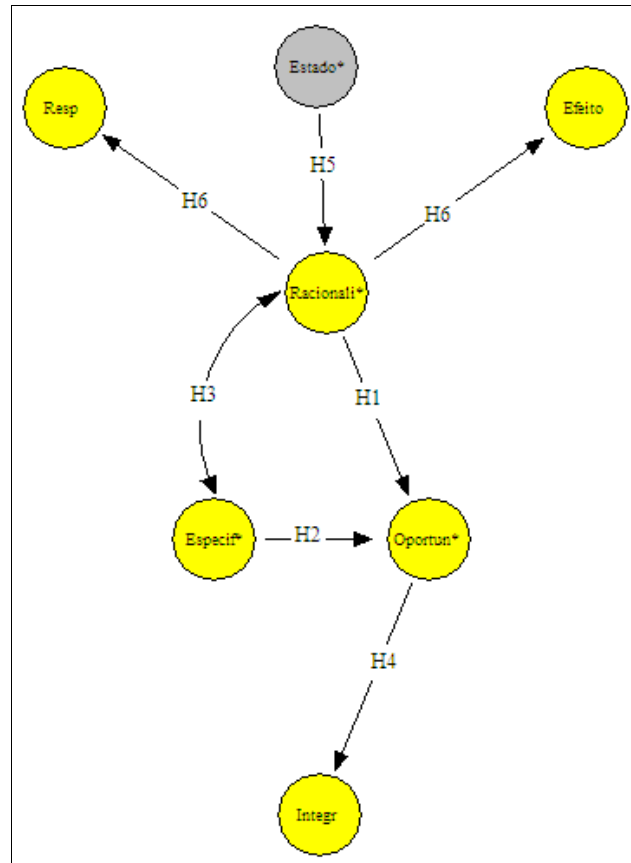 Estado*
Resp
Efeito
H5
H6
H6
Racionali*
H3
H1
Especif*
H2
Oportun*
H4
Integr